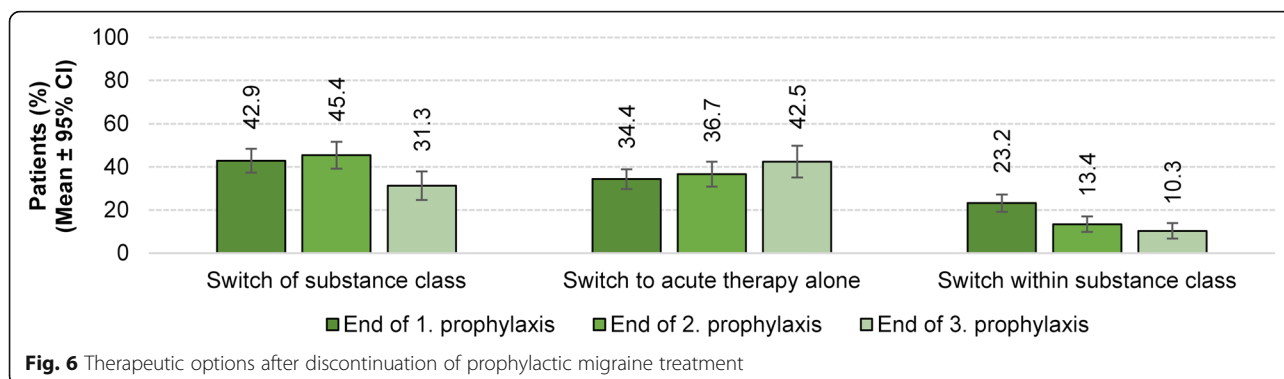 Patients (%)
(Mean ± 95% CI)
100
80
60
40
20
0
42.9
45.4
31.3
34.4
36.7
42.5
23.2
13.4
10.3
Switch of substance class
Switch to acute therapy alone
Switch within substance class
End of 1. prophylaxis
End of 2. prophylaxis
End of 3. prophylaxis
Fig. 6 Therapeutic options after discontinuation of prophylactic migraine treatment